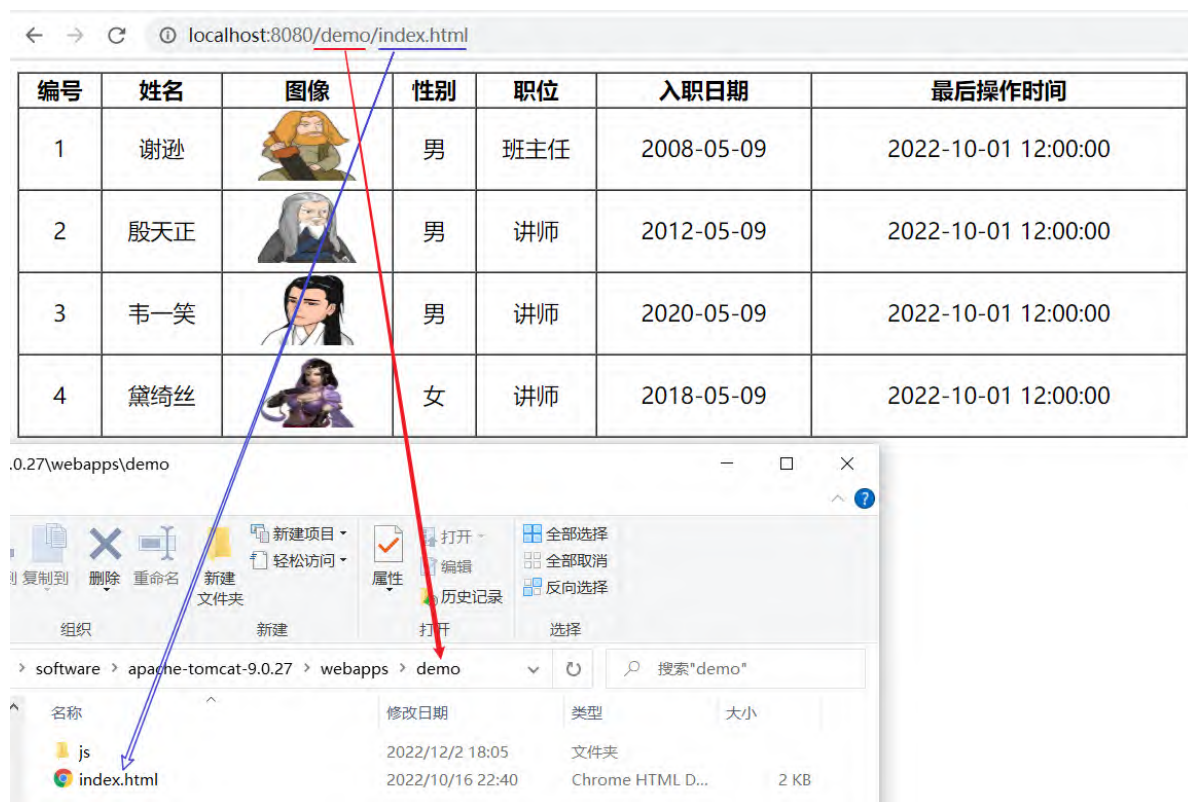 localhost:8080/demo/index.html
编号 姓名 图像 性别 职位 入职日期 最后操作时间
1 谢逊 男 班主任 2008-05-09 2022-10-01 12:00:00
2 殷天正 男 讲师 2012-05-09 2022-10-01 12:00:00
3 韦一笑 男 讲师 2020-05-09 2022-10-01 12:00:00
4 黛绮丝 女 讲师 2018-05-09 2022-10-01 12:00:00
.0.27\webapps\demo
新建项目 打开 全部选择
轻松访问 编辑 全部取消
复制到 删除 重命名 新建 属性 历史记录 反向选择
文件夹
组织 新建 打开 选择
software > apache-tomcat-9.0.27 > webapps > demo 搜索"demo"
名称 修改日期 类型 大小
js 2022/12/2 18:05 文件夹
index.html 2022/10/16 22:40 Chrome HTML D... 2 KB